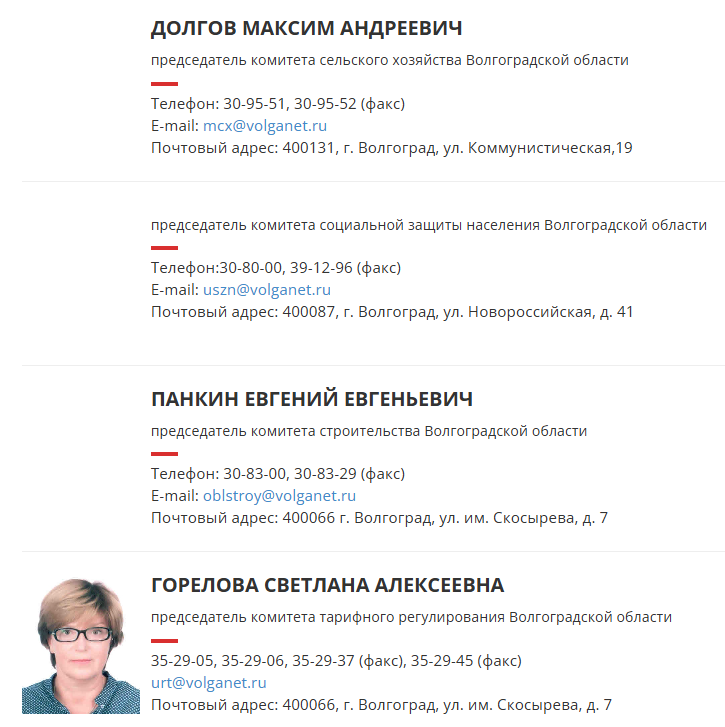 ДОЛГОВ МАКСИМ АНДРЕЕВИЧ
председатель комитета сельского хозяйства Волгоградской области
Телефон: 30-95-51, 30-95-52 (факс)
E-mail: mcx@volganet.ru
Почтовый адрес: 400131, г. Волгоград, ул. Коммунистическая,19
председатель комитета социальной защиты населения Волгоградской области
Телефон:30-80-00, 39-12-96 (факс)
E-mail: uszn@volganet.ru
Почтовый адрес: 400087, г. Волгоград, ул. Новороссийская, д. 41
ПАНКИН ЕВГЕНИЙ ЕВГЕНЬЕВИЧ
председатель комитета строительства Волгоградской области
Телефон: 30-83-00, 30-83-29 (факс)
E-mail: oblstroy@volganet.ru
Почтовый адрес: 400066 г. Волгоград, ул. им. Скосырева, д. 7
ГОРЕЛОВА СВЕТЛАНА АЛЕКСЕЕВНА
председатель комитета тарифного регулирования Волгоградской области
35-29-05, 35-29-06, 35-29-37 (факс), 35-29-45 (факс)
urt@volganet.ru
Почтовый адрес: 400066, г. Волгоград, ул. им. Скосырева, д. 7